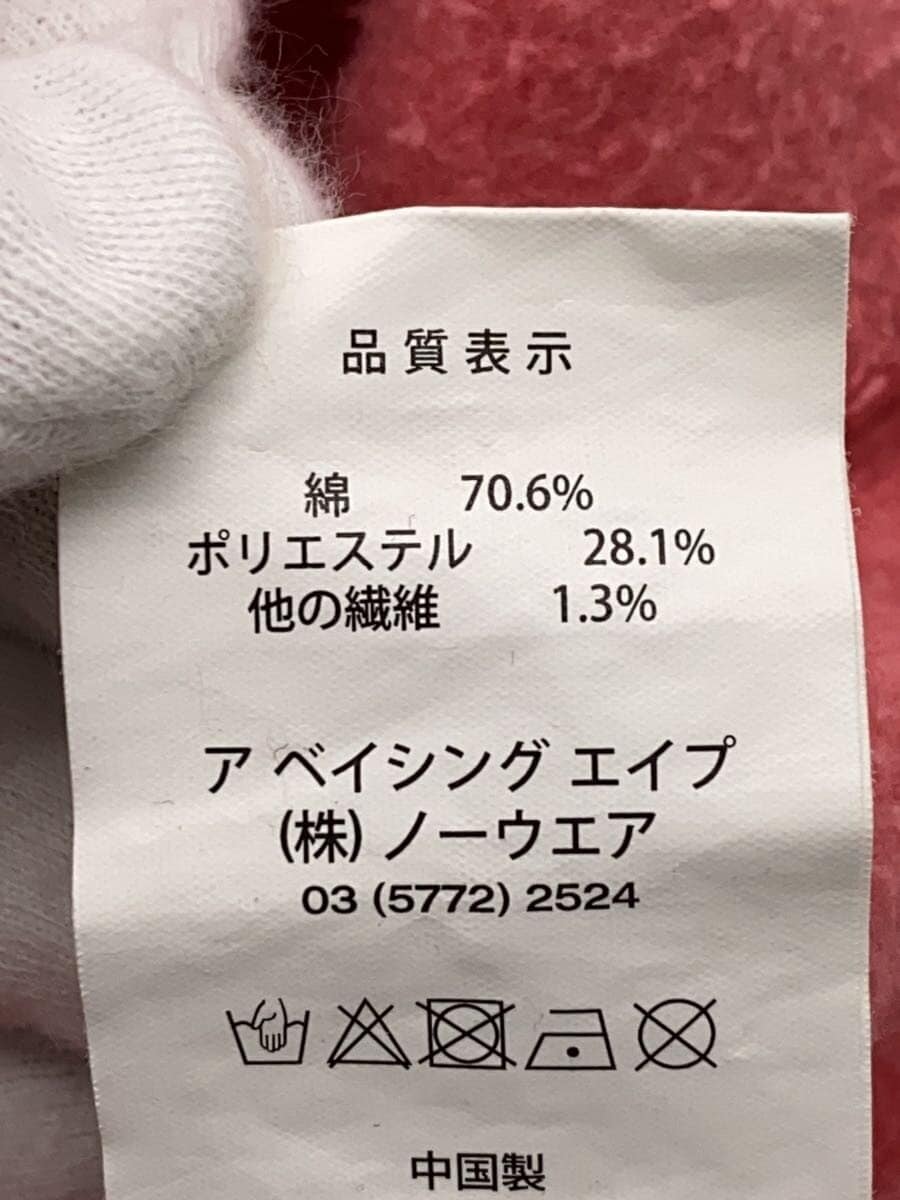 品質表示
綿 70.6%
ポリエステル 28.1%
他の繊維 1.3%
ア ベイシング エイプ
(株) ノーウエア
03 (5772) 2524
中国製